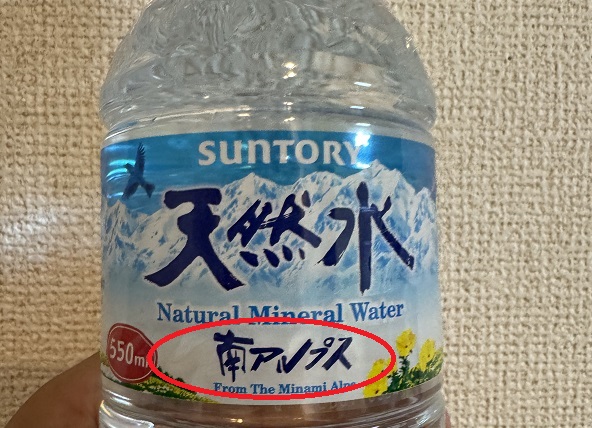 SUNTORY
天然水
Natural Mineral Water
550ml
南アルプス
From The Minami Alps